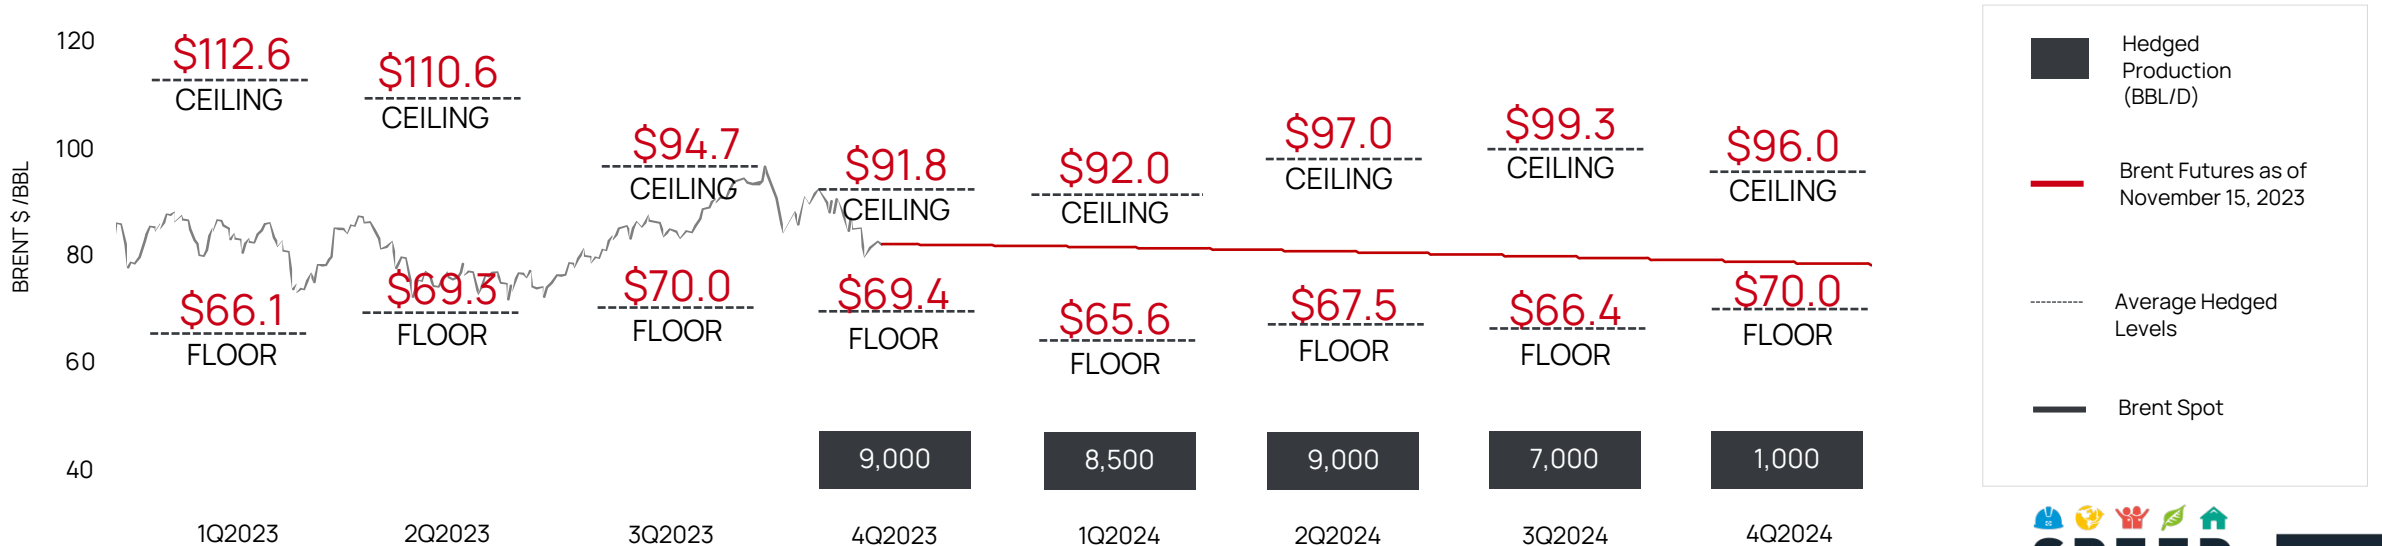 BRENT $ /BBL
120
100
80
60
40
$112.6
CEILING
$66.1
FLOOR
$110.6
CEILING
$69.3
FLOOR
$94.7
CEILING
$70.0
FLOOR
$91.8
CEILING
$69.4
FLOOR
$92.0
CEILING
$65.6
FLOOR
$97.0
CEILING
$67.5
FLOOR
$99.3
CEILING
$66.4
FLOOR
$96.0
CEILING
$70.0
FLOOR
9,000
8,500
9,000
7,000
1,000
1Q2023
2Q2023
3Q2023
4Q2023
1Q2024
2Q2024
3Q2024
4Q2024
Hedged
Production
(BBL/D)
Brent Futures as of
November 15, 2023
Average Hedged
Levels
Brent Spot